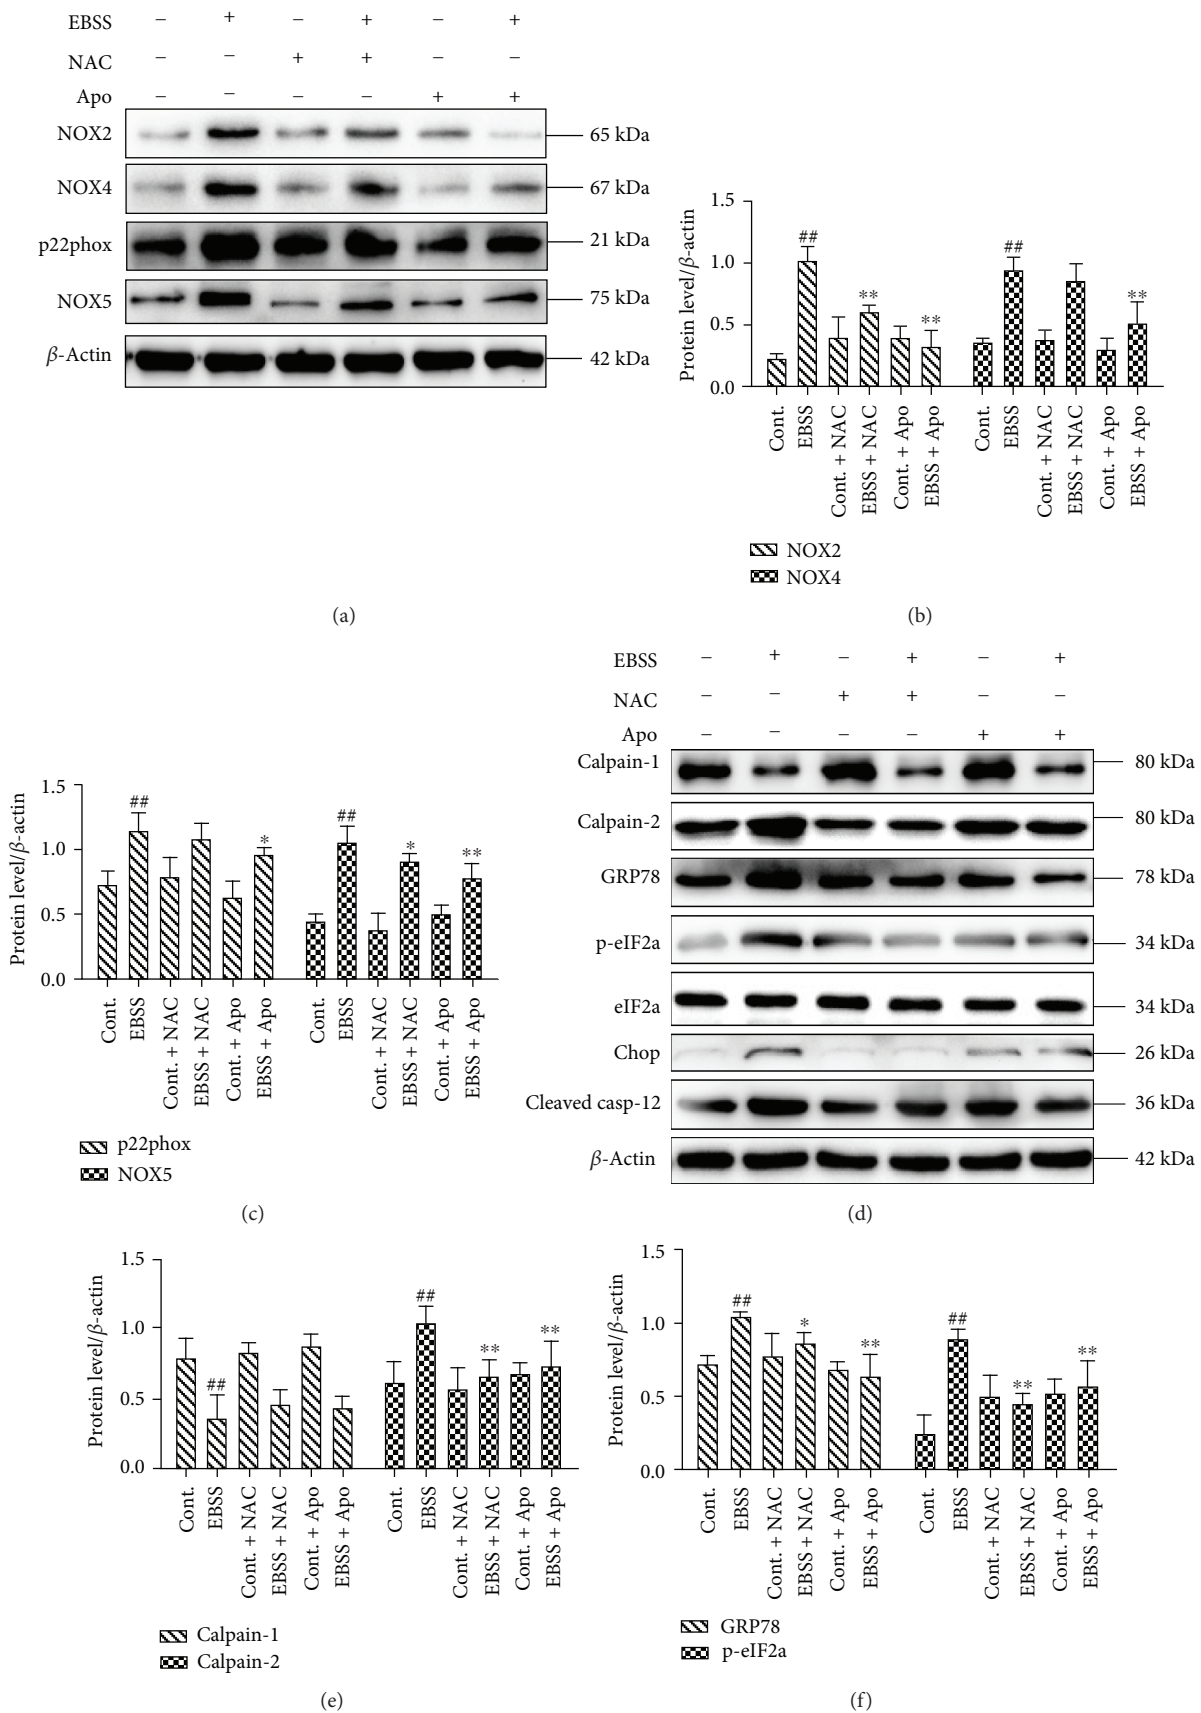 EBSS − + − + − +
NAC − − + + − −
Apo − − − − + +
NOX2 65 kDa
NOX4 67 kDa
p22phox 21 kDa
NOX5 75 kDa
β-Actin 42 kDa
(a)
Protein level/β-actin
1.5
1.0
0.5
0.0
## ** ** ## **
Cont. EBSS Cont. + NAC EBSS + NAC Cont. + Apo EBSS + Apo Cont. EBSS Cont. + NAC EBSS + NAC Cont. + Apo EBSS + Apo
NOX2
NOX4
(b)
Protein level/β-actin
1.5
1.0
0.5
0.0
## * ## * **
Cont. EBSS Cont. + NAC EBSS + NAC Cont. + Apo EBSS + Apo Cont. EBSS Cont. + NAC EBSS + NAC Cont. + Apo EBSS + Apo
p22phox
NOX5
(c)
EBSS − + − + − +
NAC − − + + − −
Apo − − − − + +
Calpain-1 80 kDa
Calpain-2 80 kDa
GRP78 78 kDa
p-eIF2a 34 kDa
eIF2a 34 kDa
Chop 26 kDa
Cleaved casp-12 36 kDa
β-Actin 42 kDa
(d)
Protein level/β-actin
1.5
1.0
0.5
0.0
## ## ** **
Cont. EBSS Cont. + NAC EBSS + NAC Cont. + Apo EBSS + Apo Cont. EBSS Cont. + NAC EBSS + NAC Cont. + Apo EBSS + Apo
Calpain-1
Calpain-2
(e)
Protein level/β-actin
1.5
1.0
0.5
0.0
## * ** ## ** **
Cont. EBSS Cont. + NAC EBSS + NAC Cont. + Apo EBSS + Apo Cont. EBSS Cont. + NAC EBSS + NAC Cont. + Apo EBSS + Apo
GRP78
p-eIF2a
(f)